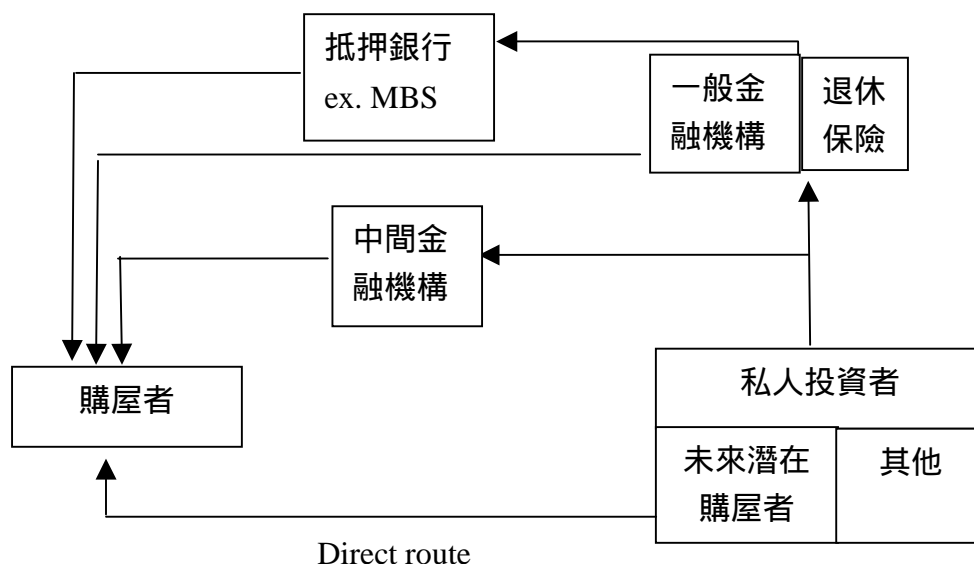 抵押銀行
ex. MBS
一般金
融機構
退休
保險
中間金
融機構
購屋者
私人投資者
未來潛在
購屋者
其他
Direct route